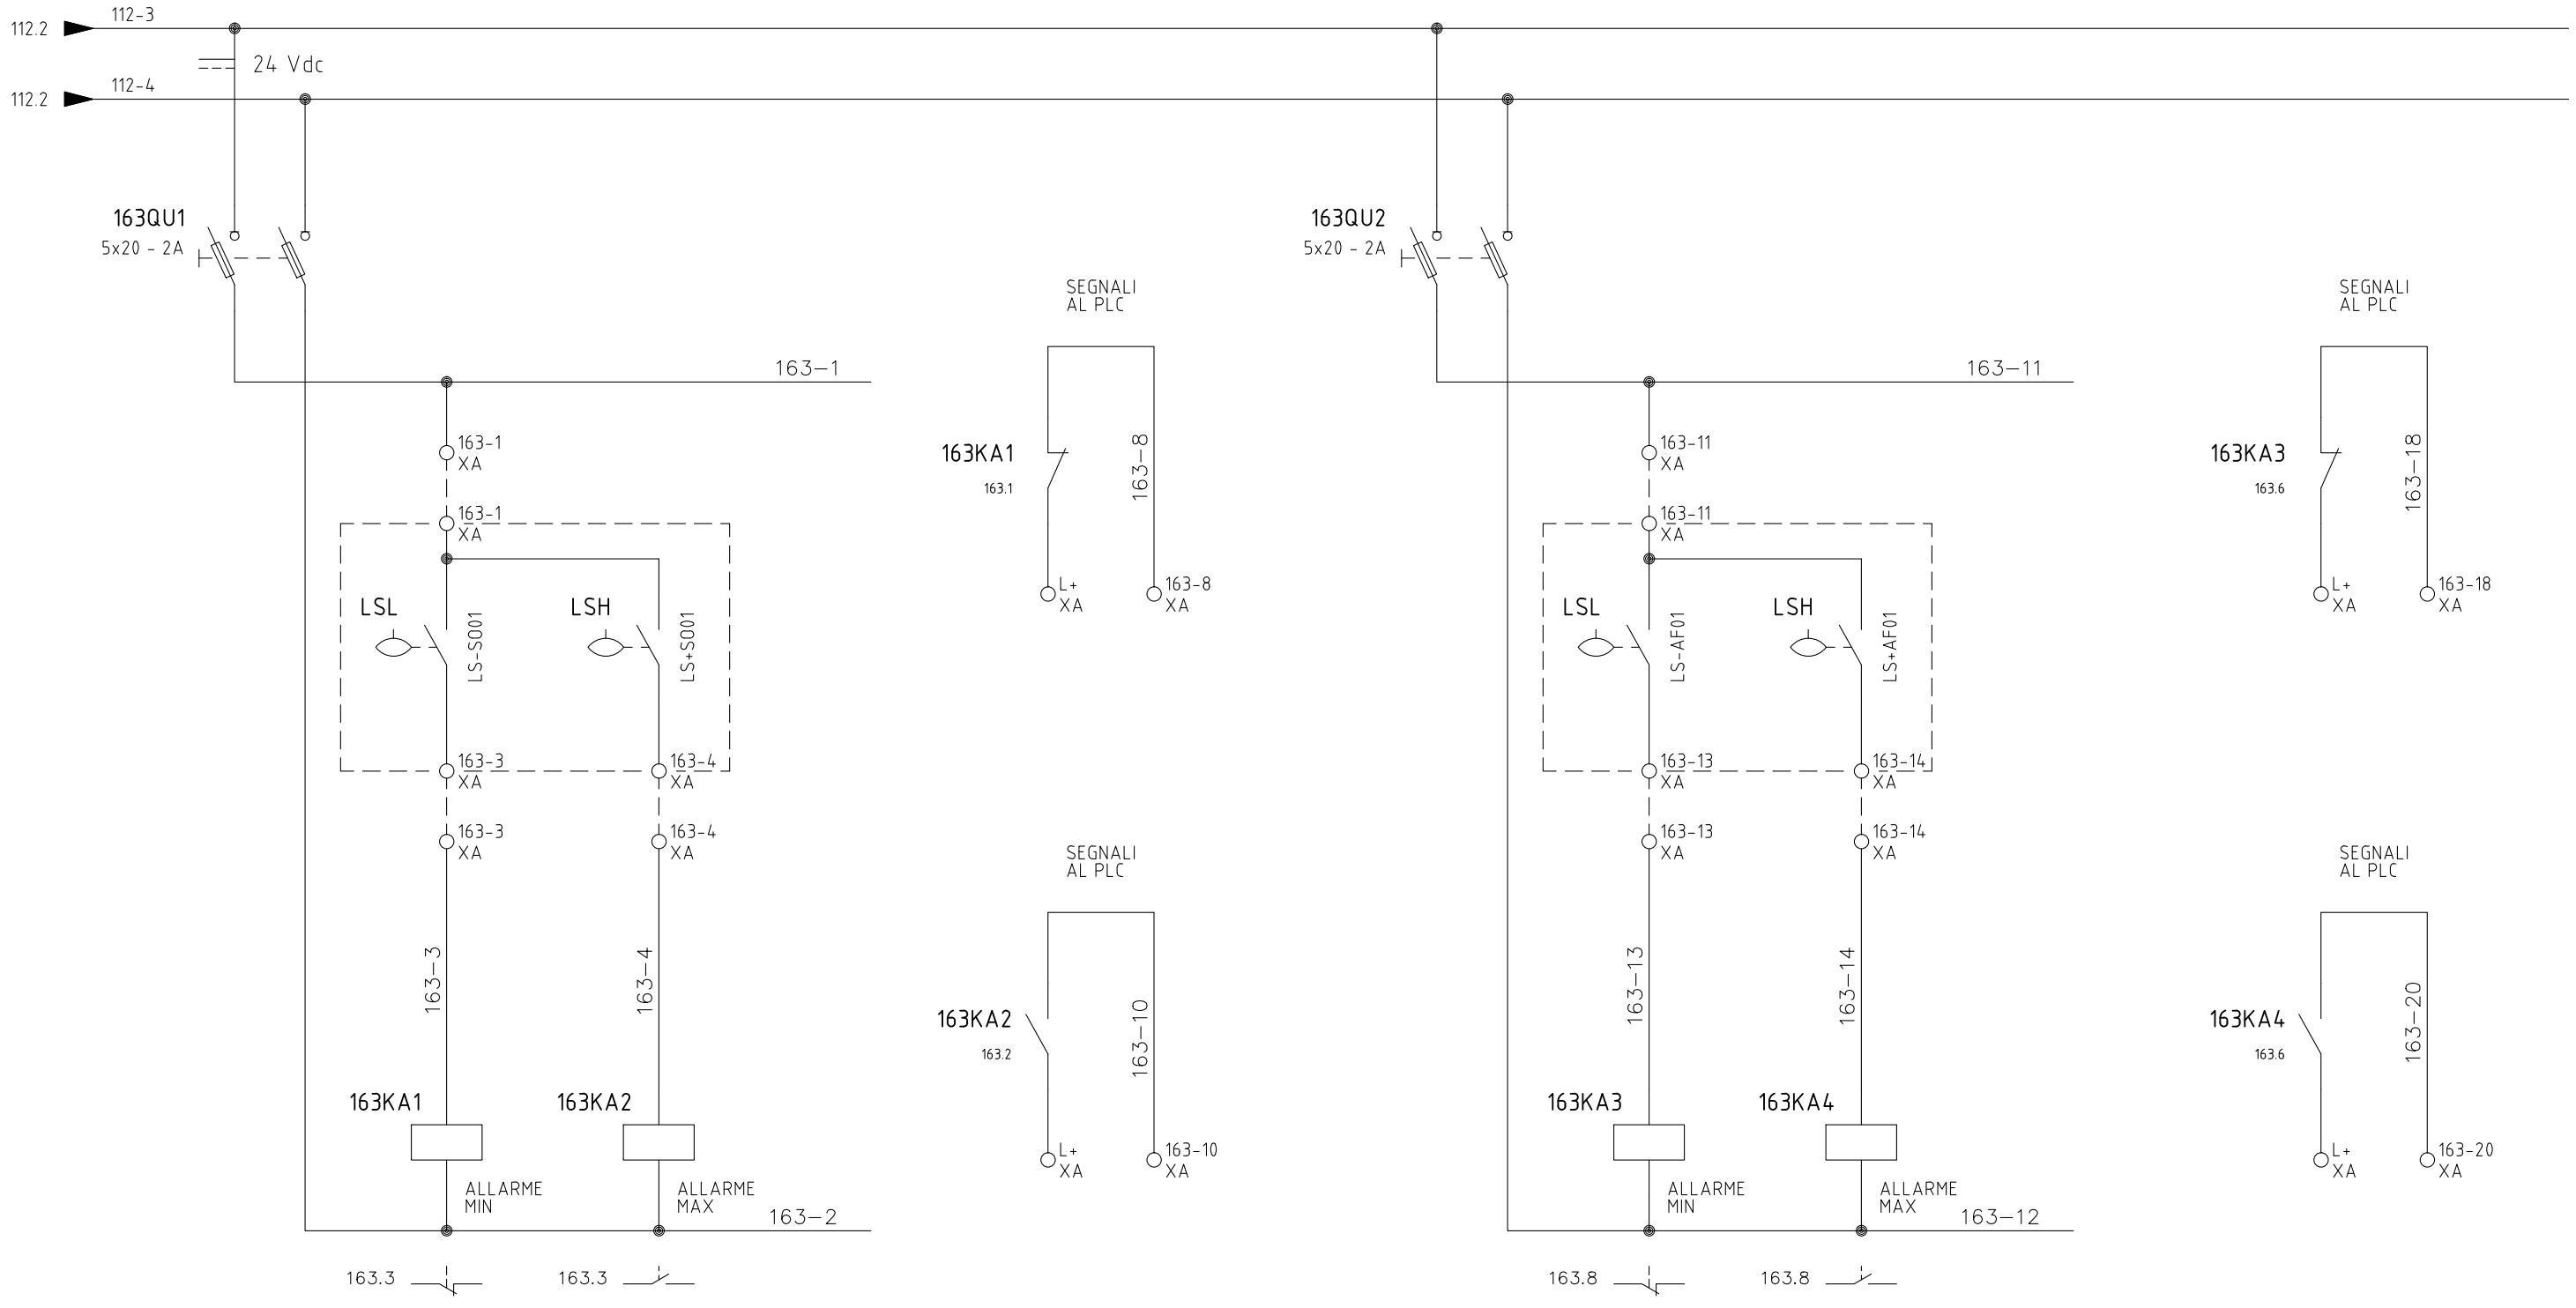 112-3
112.2
24 Vdc
112-4
112.2
163QU1
5x20 - 2A
163QU2
5x20 - 2A
SEGNALI
AL PLC
SEGNALI
AL PLC
163-1
163-11
163-1
XA
163KA1
163.1
163-8
163-11
XA
163KA3
163.6
163-18
163-1
XA
163-11
XA
L+
XA
163-8
XA
L+
XA
163-18
XA
LSL
LS-S001
LSH
LS+S001
LSL
LS-AF01
LSH
LS+AF01
163-3
XA
163-4
XA
163-13
XA
163-14
XA
163-3
XA
163-4
XA
163-13
XA
163-14
XA
SEGNALI
AL PLC
SEGNALI
AL PLC
163-3
163-4
163KA2
163.2
163-10
163-13
163-14
163KA4
163.6
163-20
163KA1
163KA2
163KA3
163KA4
L+
XA
163-10
XA
L+
XA
163-20
XA
ALLARME
MIN
ALLARME
MAX
163-2
ALLARME
MIN
ALLARME
MAX
163-12
163.3
163.3
163.8
163.8